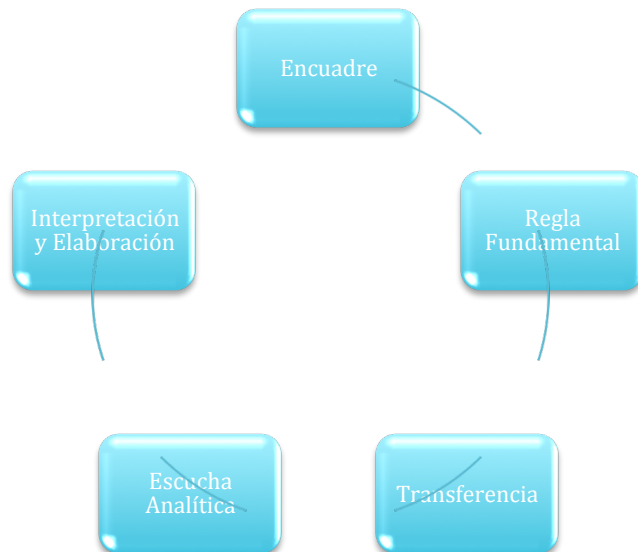 Encuadre
Regla
Fundamental
Transferencia
Escucha
Analítica
Interpretación
y Elaboración